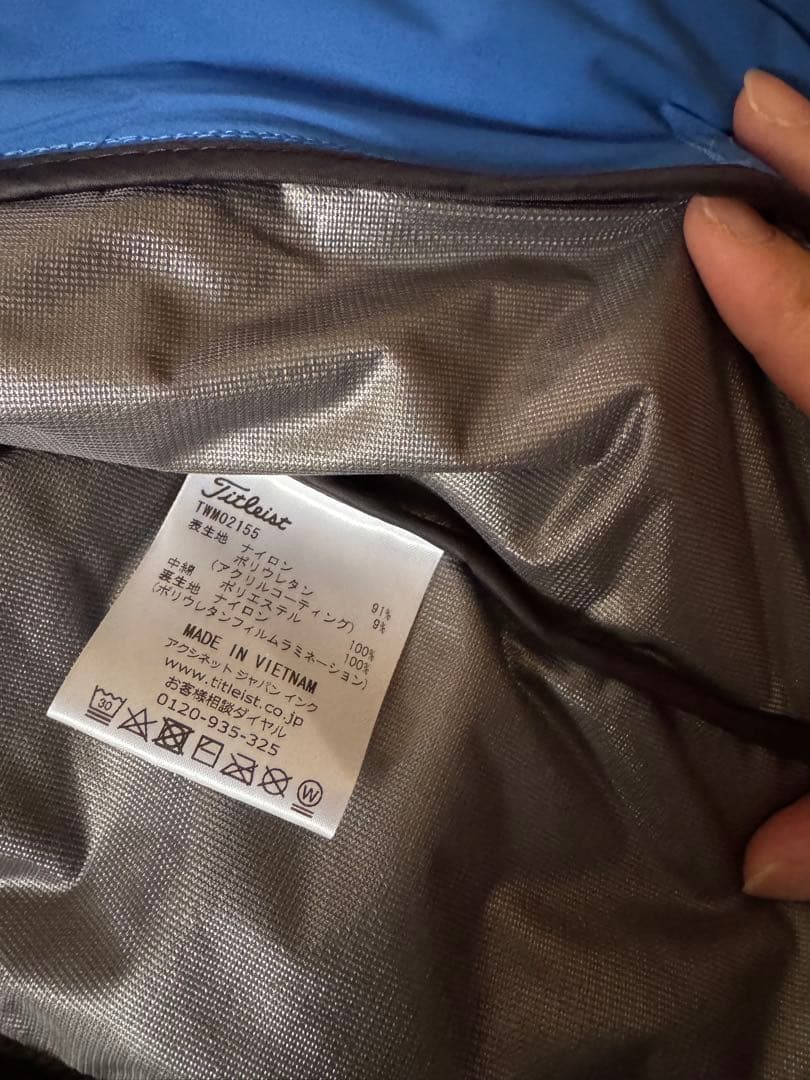 Titleist
TWMO2155
表生地 ナイロン 91%
ポリウレタン 9%
(アクリルコーティング)
中綿 ポリエステル 100%
裏生地 ナイロン 100%
(ポリウレタンフィルムラミネーション)
MADE IN VIETNAM
アクシネット ジャパン インク
www.titleist.co.jp
お客様相談ダイヤル
0120-935-325
30
W